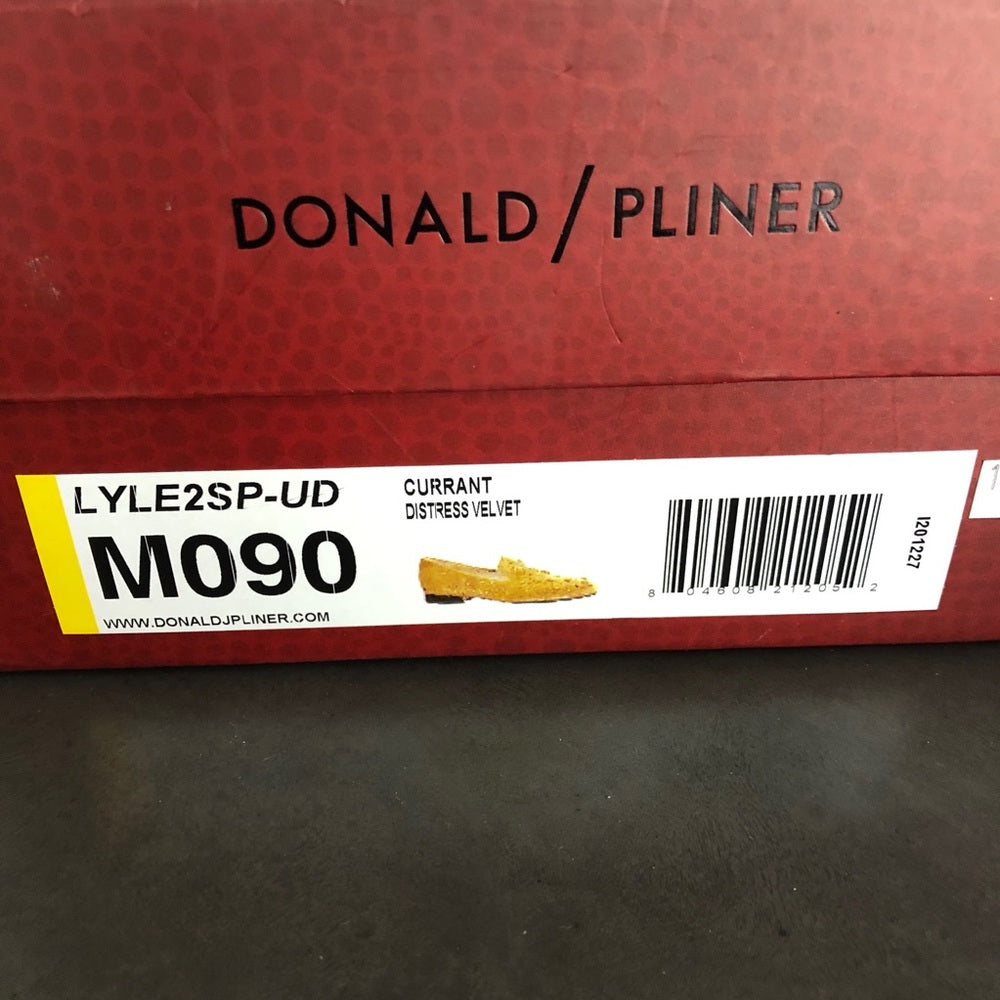 DONALD/PLINER
LYLE2SP-UD
M090
WWW.DONALDJPLINER.COM
CURRANT
DISTRESS VELVET
8 04608 21205 2
I201227